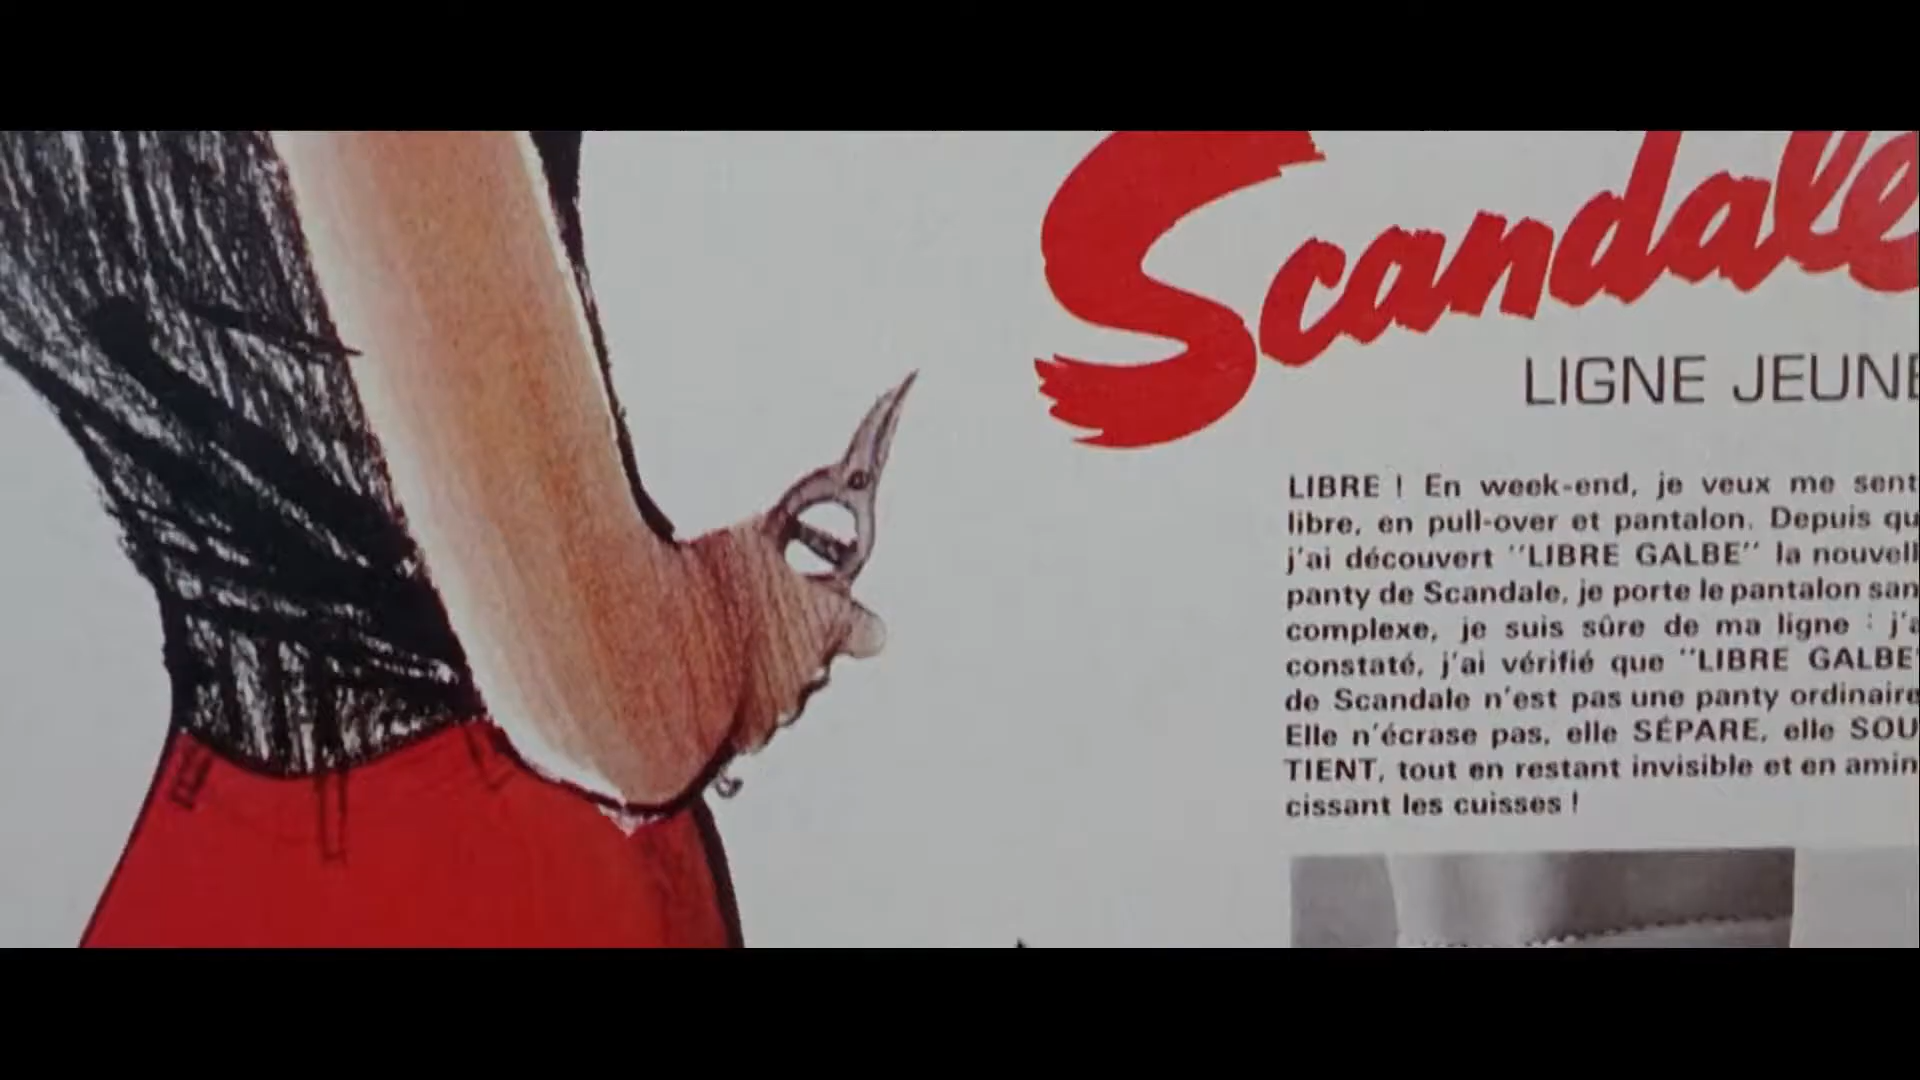 Scandale
LIGNE JEUNE
LIBRE ! En week-end, je veux me sent
libre, en pull-over et pantalon. Depuis qu
j'ai découvert "LIBRE GALBE" la nouvell
panty de Scandale, je porte le pantalon san
complexe, je suis sûre de ma ligne : j'a
constaté, j'ai vérifié que "LIBRE GALBE"
de Scandale n'est pas une panty ordinaire
Elle n'écrase pas, elle SÉPARE, elle SOU
TIENT, tout en restant invisible et en amin
cissant les cuisses !